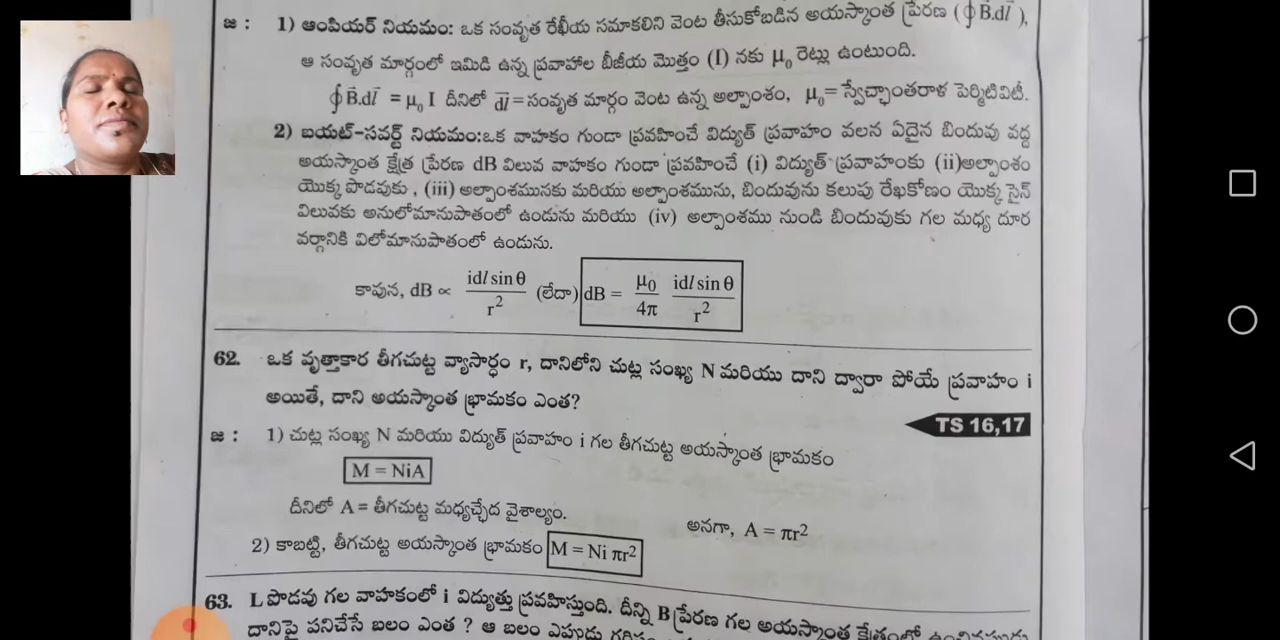 జ : 1) ఆంపియర్ నియమం: ఒక సంవృత రేఖీయ సమాకలిని వెంట తీసుకోబడిన అయస్కాంత ప్రేరణ (∮B⃗.dl⃗),
ఆ సంవృత మార్గంలో ఇమిడి ఉన్న ప్రవాహాల బీజీయ మొత్తం (I) నకు μ₀ రెట్లు ఉంటుంది.
∮B⃗.dl⃗ = μ₀ I దీనిలో dl⃗ = సంవృత మార్గం వెంట ఉన్న అల్పాంశం, μ₀ = స్వేచ్ఛాంతరాళ పెర్మిటివిటీ.
2) బయట్-సవర్ట్ నియమం:ఒక వాహకం గుండా ప్రవహించే విద్యుత్ ప్రవాహం వలన ఏదైన బిందువు వద్ద
అయస్కాంత క్షేత్ర ప్రేరణ dB విలువ వాహకం గుండా ప్రవహించే (i) విద్యుత్ ప్రవాహంకు (ii)అల్పాంశం
యొక్క పొడవుకు , (iii) అల్పాంశమునకు మరియు అల్పాంశమును, బిందువును కలుపు రేఖకోణం యొక్క సైన్
విలువకు అనులోమానుపాతంలో ఉండును మరియు (iv) అల్పాంశము నుండి బిందువుకు గల మధ్య దూర
వర్గానికి విలోమానుపాతంలో ఉండును.
కావున, dB ∝ idl sin θ / r² (లేదా) dB = μ₀/4π idl sin θ / r²
62. ఒక వృత్తాకార తీగచుట్ట వ్యాసార్ధం r, దానిలోని చుట్ల సంఖ్య N మరియు దాని ద్వారా పోయే ప్రవాహం i
అయితే, దాని అయస్కాంత భ్రామకం ఎంత?
TS 16,17
జ : 1) చుట్ల సంఖ్య N మరియు విద్యుత్ ప్రవాహం i గల తీగచుట్ట అయస్కాంత భ్రామకం
M = NiA
దీనిలో A = తీగచుట్ట మధ్యచ్ఛేద వైశాల్యం. అనగా, A = πr²
2) కాబట్టి, తీగచుట్ట అయస్కాంత భ్రామకం M = Ni πr²
63. L పొడవు గల వాహకంలో i విద్యుత్తు ప్రవహిస్తుంది. దీన్ని B ప్రేరణ గల అయస్కాంత క్షేత్రంలో
దానిపై పనిచేసే బలం ఎంత ? ఆ బలం ఎప్పుడు